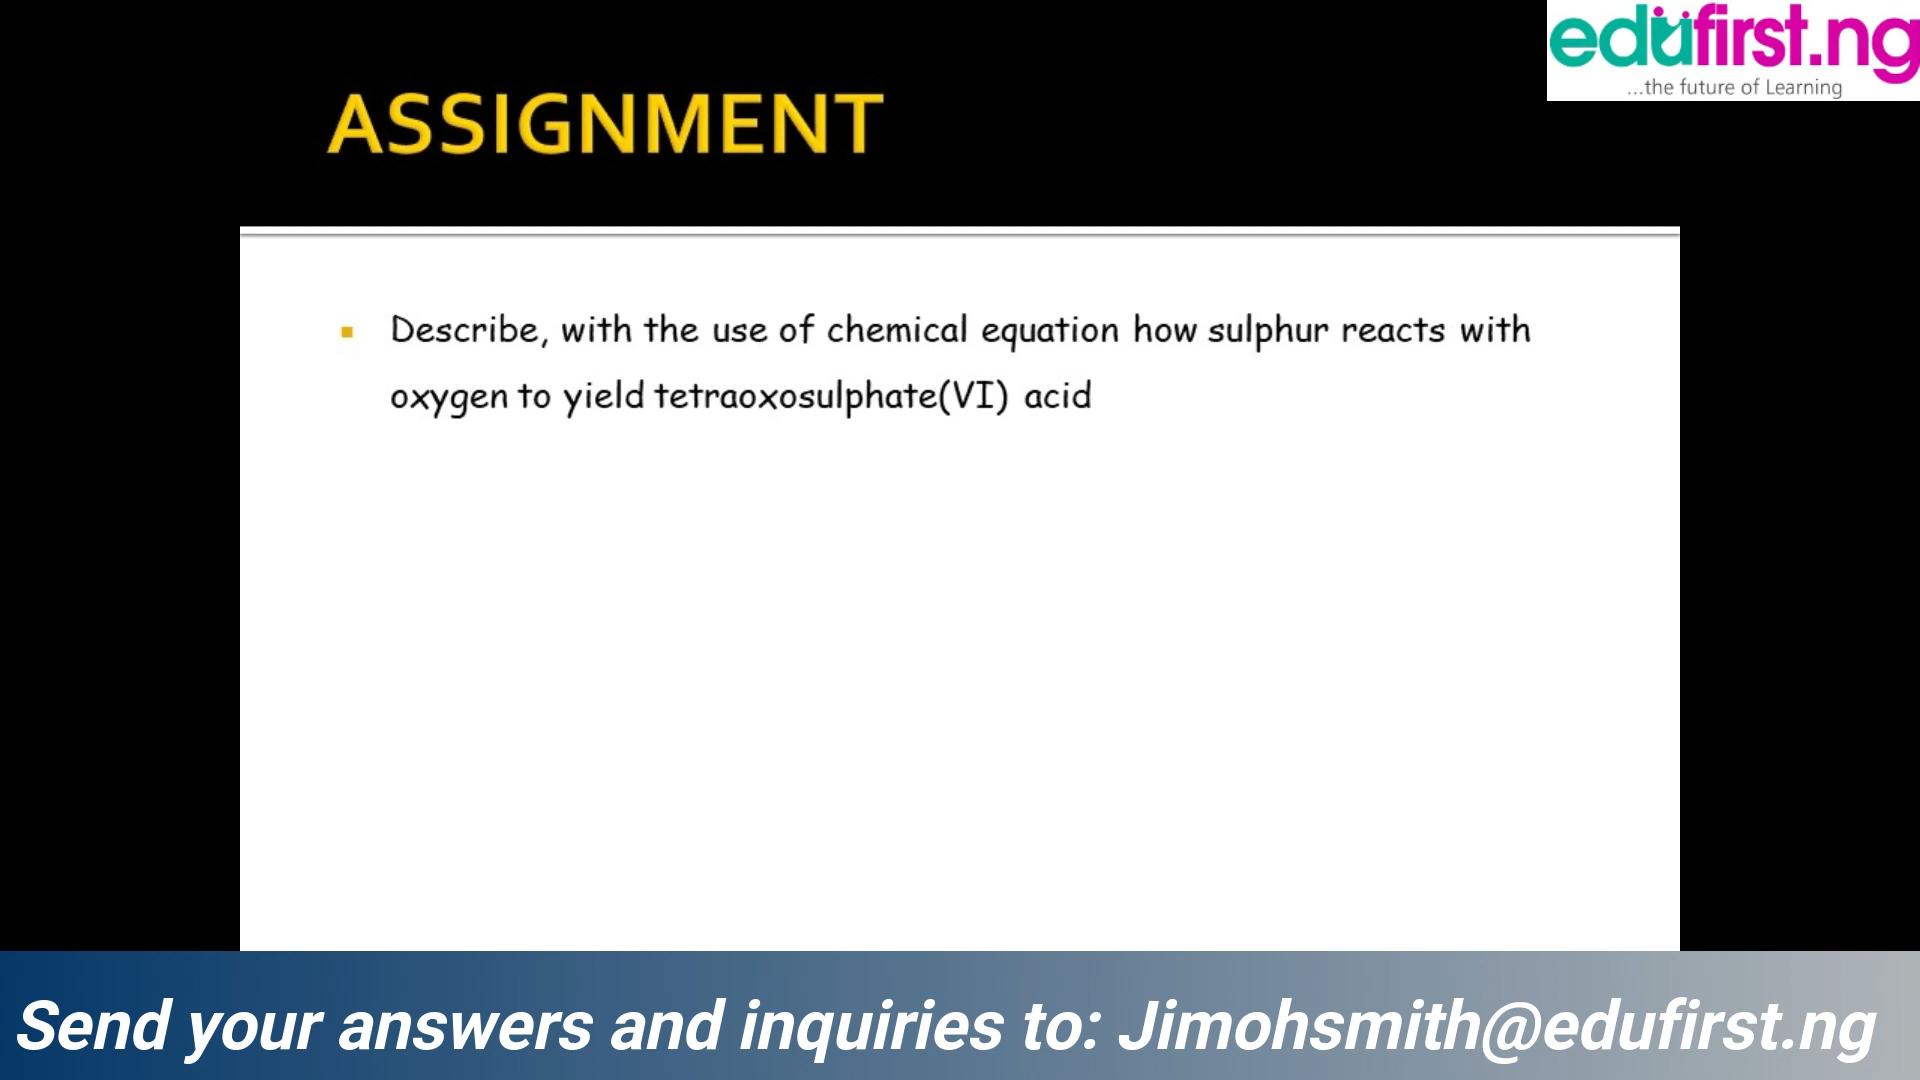 edufirst.ng
...the future of Learning
ASSIGNMENT
Describe, with the use of chemical equation how sulphur reacts with
oxygen to yield tetraoxosulphate(VI) acid
Send your answers and inquiries to: Jimohsmith@edufirst.ng